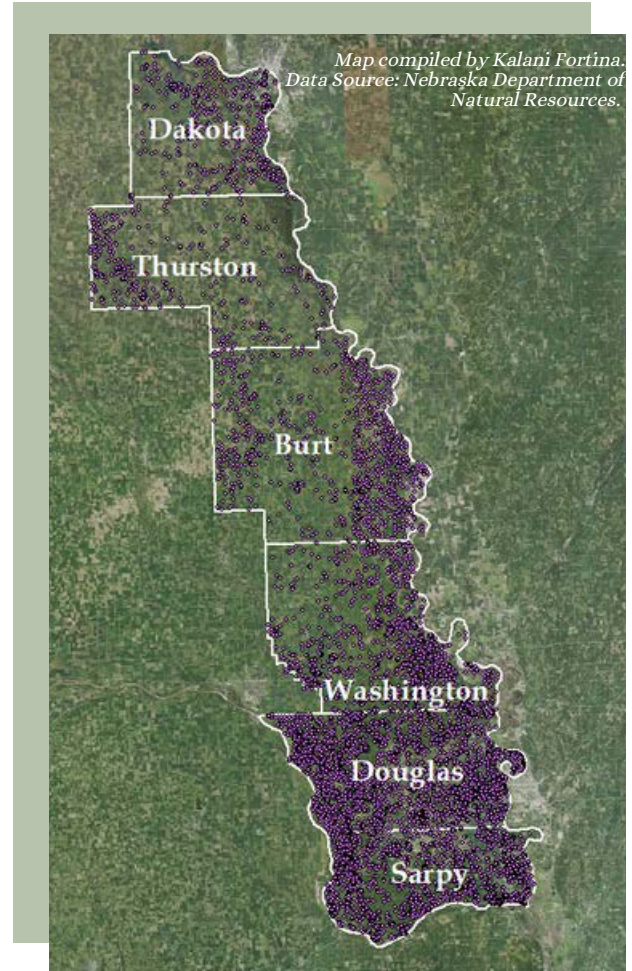 Map compiled by Kalani Fortina.
Data Source: Nebraska Department of
Natural Resources.
Dakota
Thurston
Burt
Washington
Douglas
Sarpy